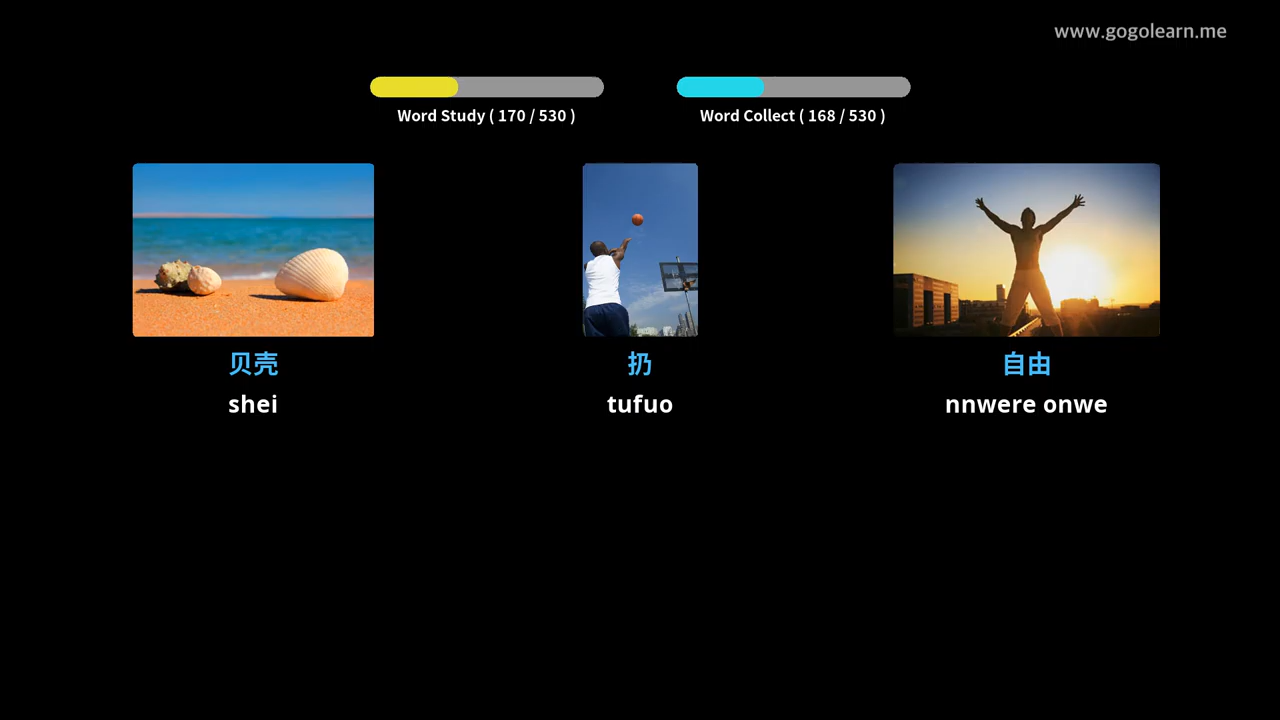 www.gogolearn.me
Word Study ( 170 / 530 )
Word Collect ( 168 / 530 )
贝壳
扔
自由
shei
tufuo
nnwere onwe